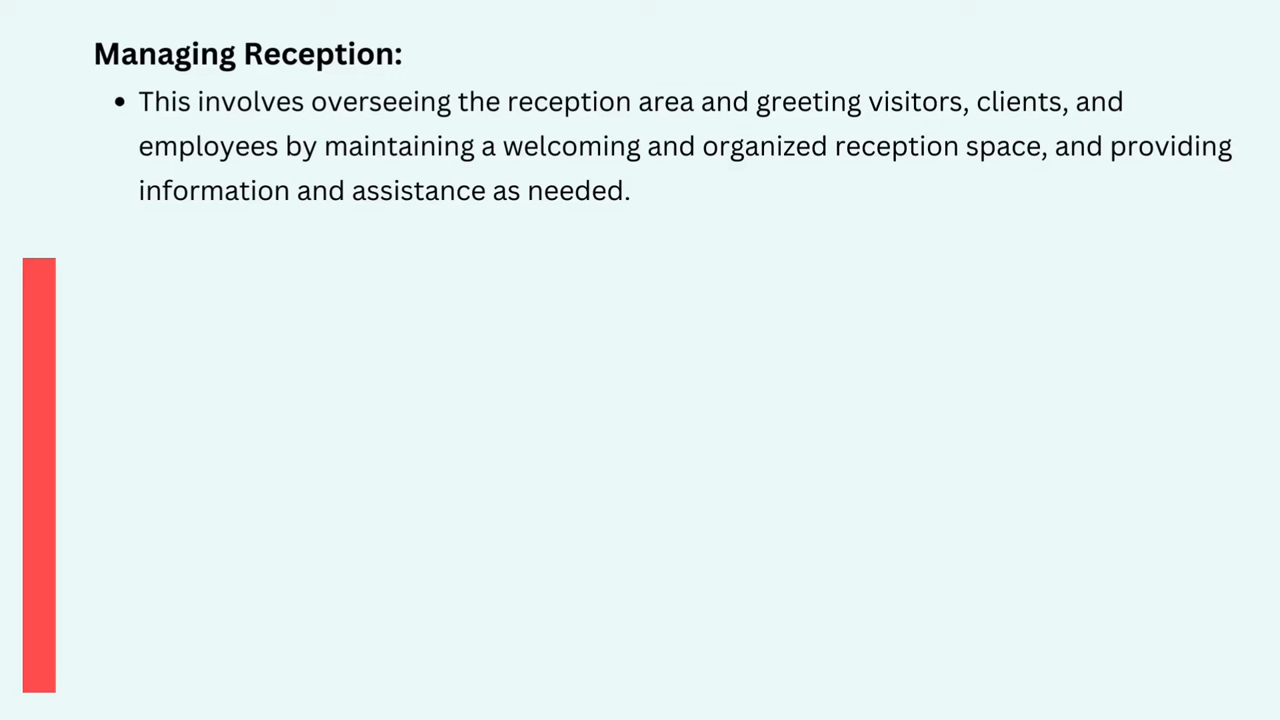 Managing Reception:
• This involves overseeing the reception area and greeting visitors, clients, and
employees by maintaining a welcoming and organized reception space, and providing
information and assistance as needed.